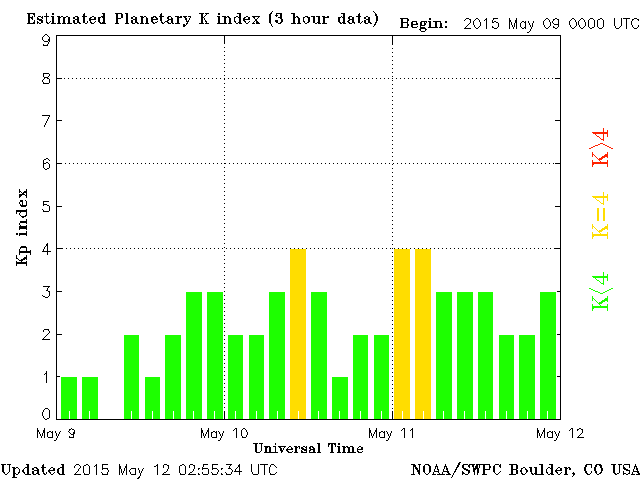 Estimated Planetary K index (3 hour data) Begin: 2015 May 09 0000 UTC
9
8
7
6
5
4
3
2
1
0
Kp index
K>4
K=4
K<4
May 9 May 10 May 11 May 12
Universal Time
Updated 2015 May 12 02:55:34 UTC NOAA/SWPC Boulder, CO USA